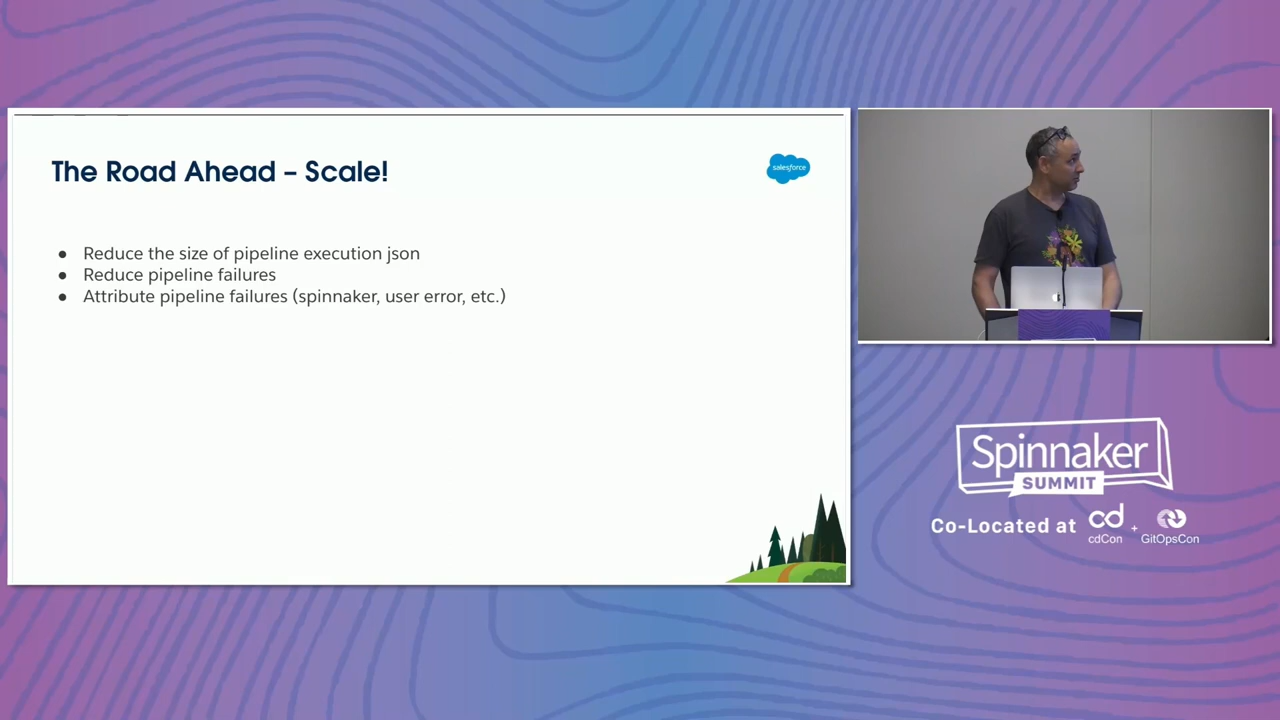 The Road Ahead – Scale!
salesforce
● Reduce the size of pipeline execution json
● Reduce pipeline failures
● Attribute pipeline failures (spinnaker, user error, etc.)
Spinnaker
SUMMIT
Co-Located at cd + 
cdCon GitOpsCon